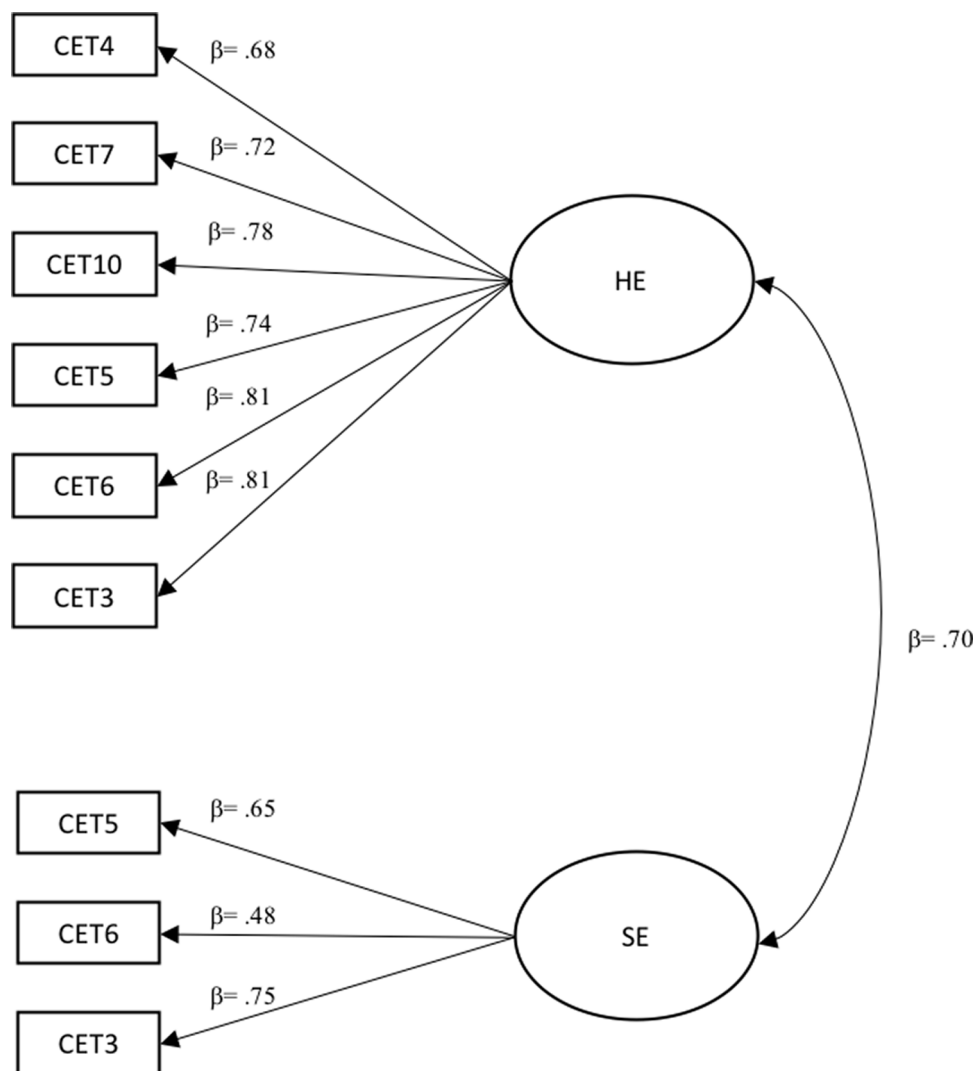 CET4
β= .68
CET7
β= .72
CET10
β= .78
HE
CET5
β= .74
CET6
β= .81
CET3
β= .81
β= .70
CET5
β= .65
CET6
β= .48
SE
CET3
β= .75